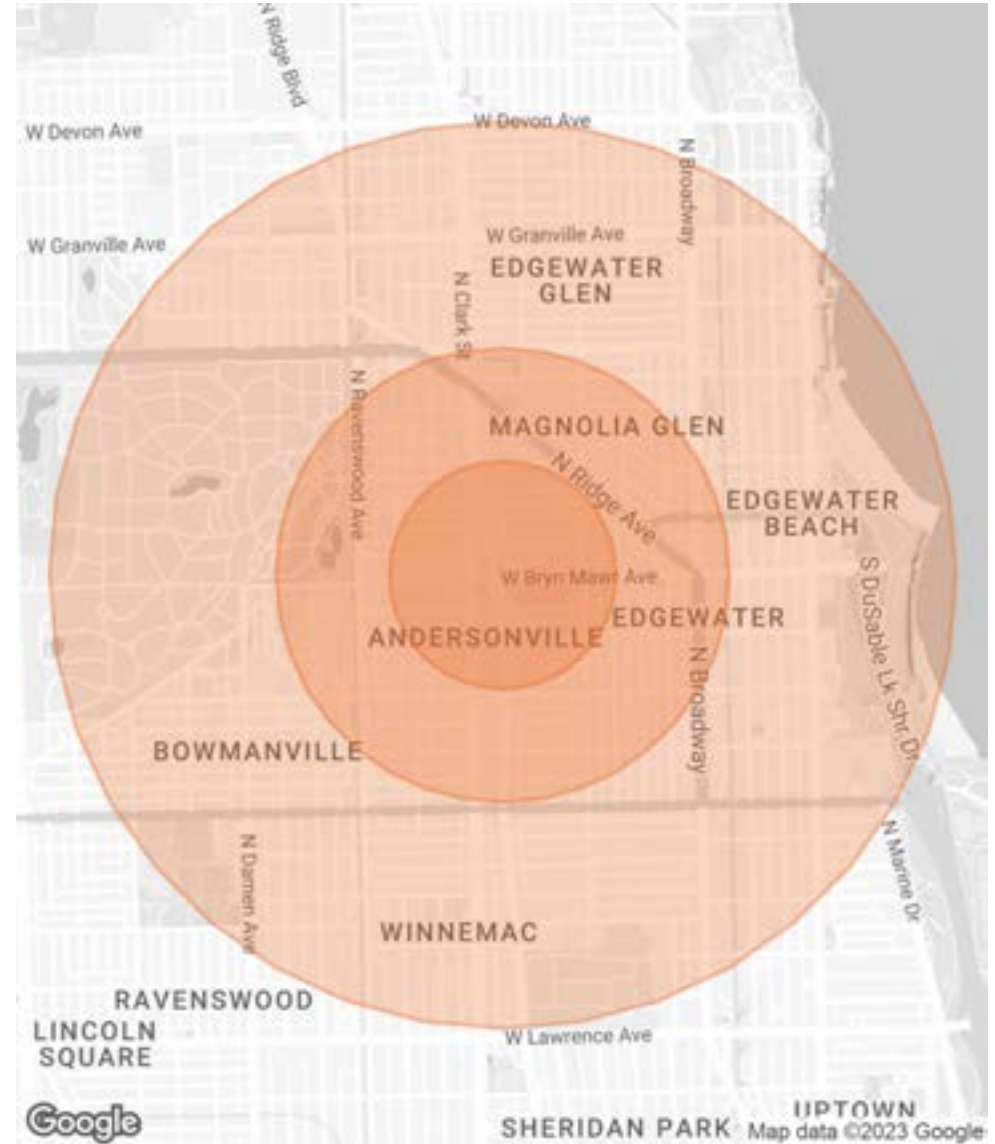 N Ridge Blvd
W Devon Ave
W Devon Ave
N Broadway
W Granville Ave
W Granville Ave
EDGEWATER
GLEN
N Clark St
N Ravenswood Ave
MAGNOLIA GLEN
N Ridge Ave
EDGEWATER
BEACH
W Bryn Mawr Ave
S DuSable Lk Shr Dr
EDGEWATER
ANDERSONVILLE
N Broadway
BOWMANVILLE
N Damen Ave
N Marine Dr
WINNEMAC
RAVENSWOOD
LINCOLN
SQUARE
W Lawrence Ave
Google
SHERIDAN PARK
UPTOWN
Map data ©2023 Google